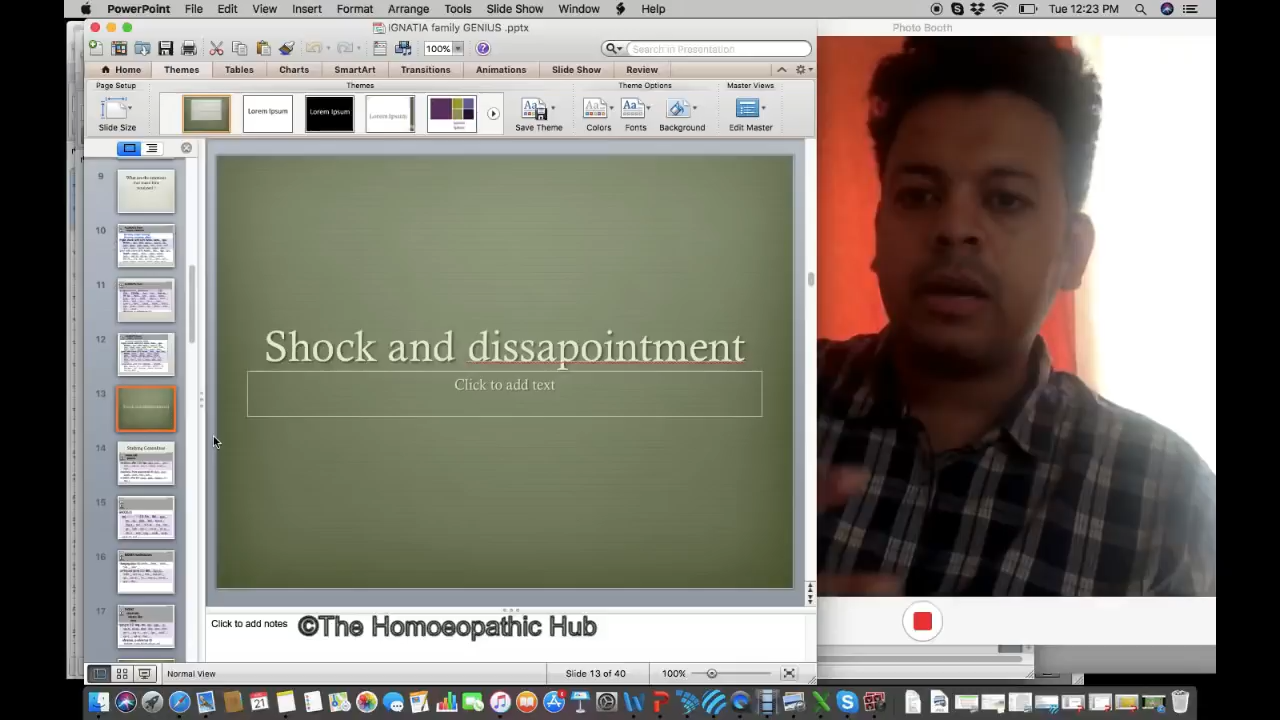 PowerPoint File Edit View Insert Format Arrange Tools Slide Show Window Help Tue 12:23 PM
iGNATIA family GENIUS .pptx
Photo Booth
100% Search in Presentation
Home Themes Tables Charts SmartArt Transitions Animations Slide Show Review
Page Setup Themes Theme Options Master Views
Lorem Ipsum Lorem Ipsum Lorem Ipsum
Slide Size Save Theme Colors Fonts Background Edit Master
9
10
11
12
13
14
15
16
17
Shock and dissapointment
Click to add text
Click to add notes ©The Homoeopathic Hub
Normal View Slide 13 of 40 100%